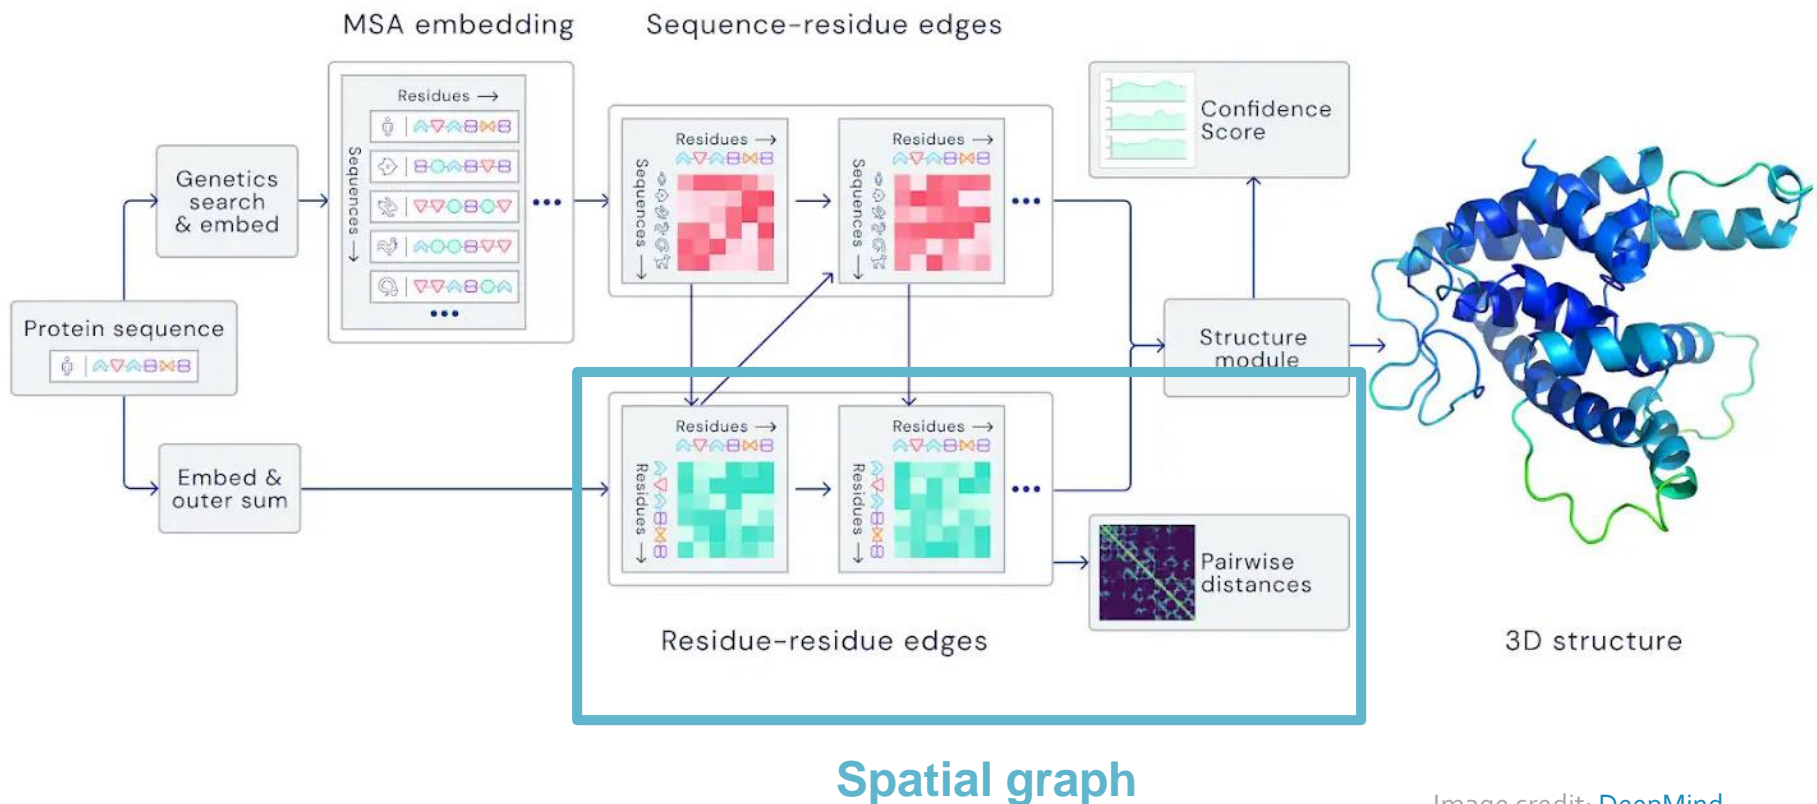 MSA embedding
Sequence-residue edges
Residues →
Sequences →
Residues →
Sequences →
Residues →
Sequences →
Confidence
Score
Genetics
search
& embed
Protein sequence
Structure
module
Embed &
outer sum
Residues →
Residues →
Residues →
Residues →
Pairwise
distances
Residue-residue edges
3D structure
Spatial graph
Image credit: DeepMind